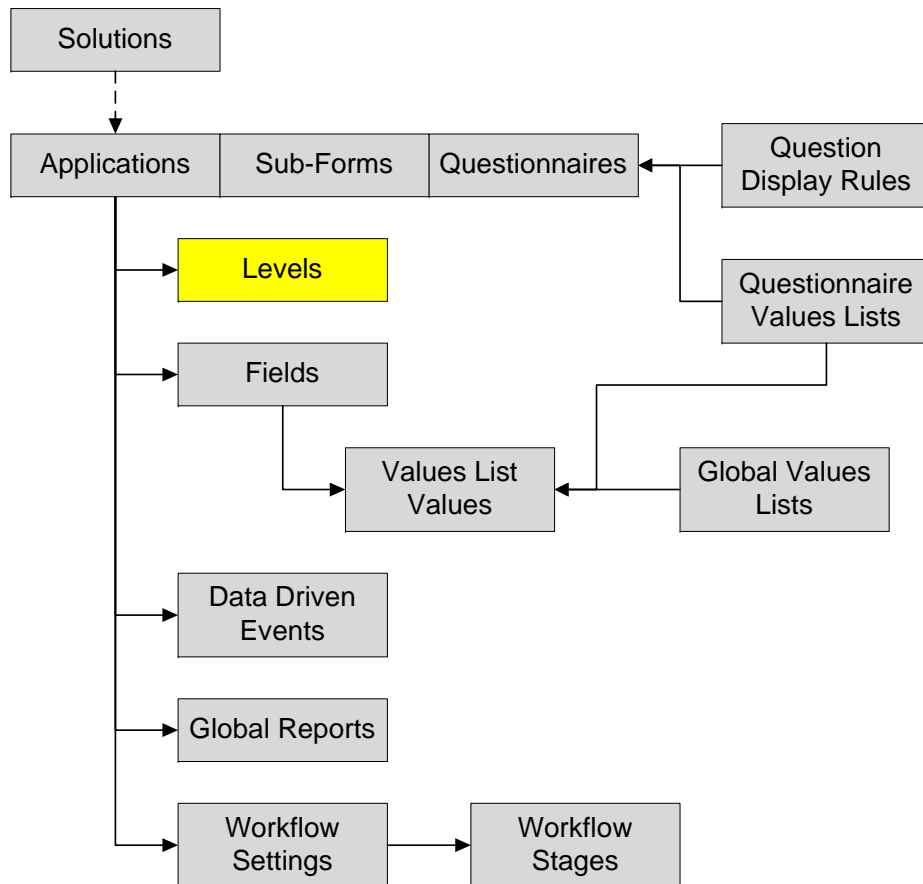 Solutions
Applications
Sub-Forms
Questionnaires
Question
Display Rules
Levels
Questionnaire
Values Lists
Fields
Values List
Values
Global Values
Lists
Data Driven
Events
Global Reports
Workflow
Settings
Workflow
Stages